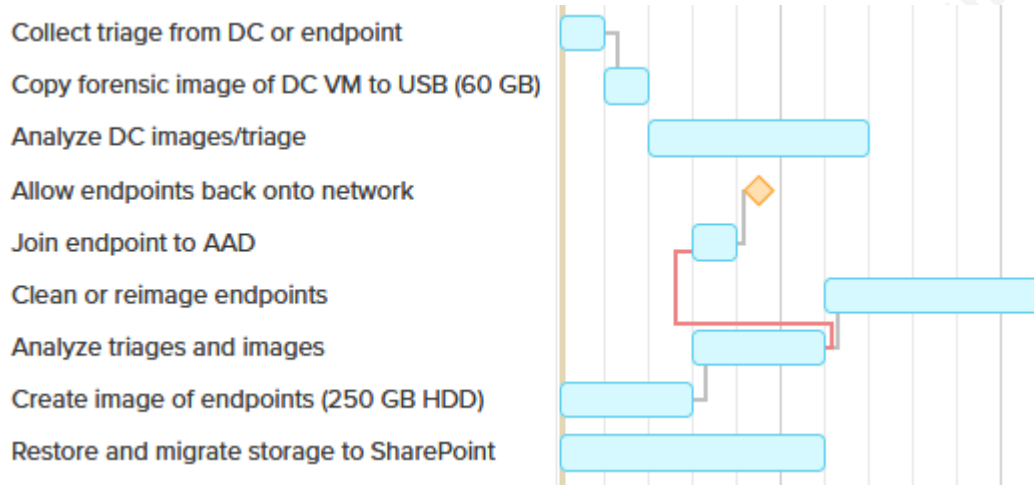 Collect triage from DC or endpoint
Copy forensic image of DC VM to USB (60 GB)
Analyze DC images/triage
Allow endpoints back onto network
Join endpoint to AAD
Clean or reimage endpoints
Analyze triages and images
Create image of endpoints (250 GB HDD)
Restore and migrate storage to SharePoint